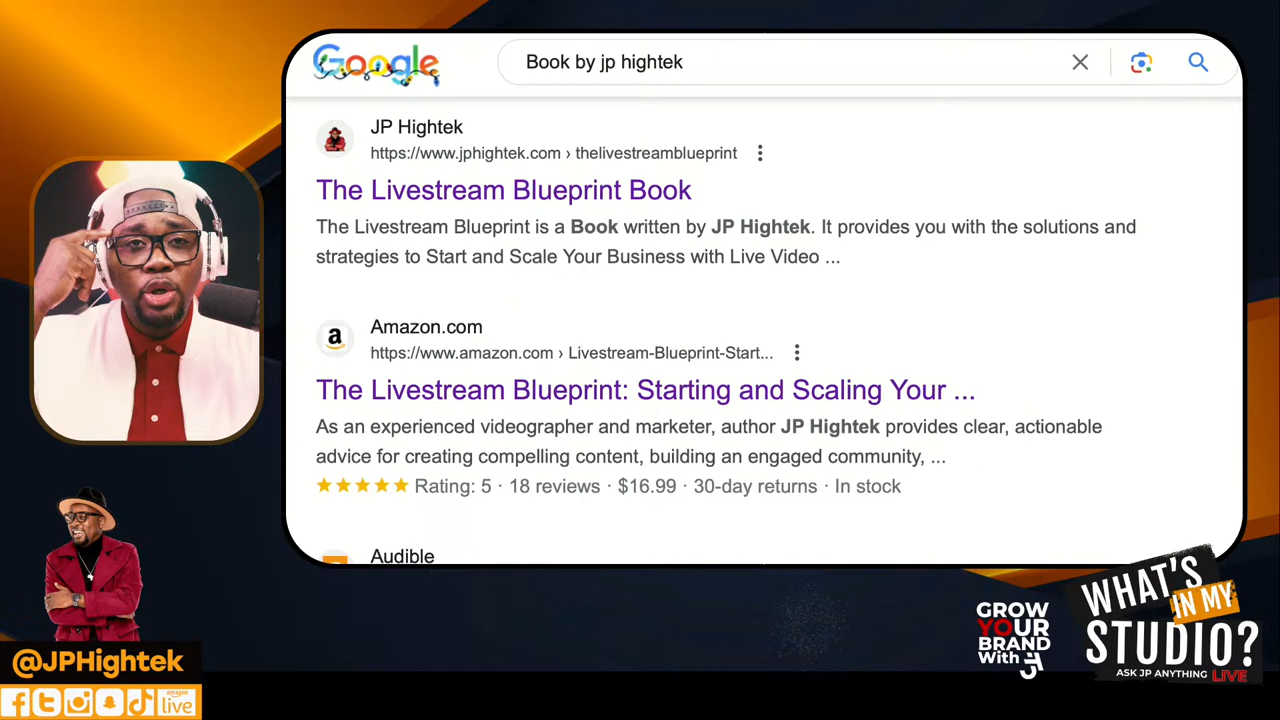 Google
Book by jp hightek
JP Hightek
https://www.jphightek.com › thelivestreamblueprint
The Livestream Blueprint Book
The Livestream Blueprint is a Book written by JP Hightek. It provides you with the solutions and
strategies to Start and Scale Your Business with Live Video ...
a
Amazon.com
https://www.amazon.com › Livestream-Blueprint-Start...
The Livestream Blueprint: Starting and Scaling Your ...
As an experienced videographer and marketer, author JP Hightek provides clear, actionable
advice for creating compelling content, building an engaged community, ...
Rating: 5 · 18 reviews · $16.99 · 30-day returns · In stock
Audible
@JPHightek
amazon
live
GROW
YOUR
BRAND
With JH
WHAT'S
IN MY
STUDIO?
ASK JP ANYTHING LIVE